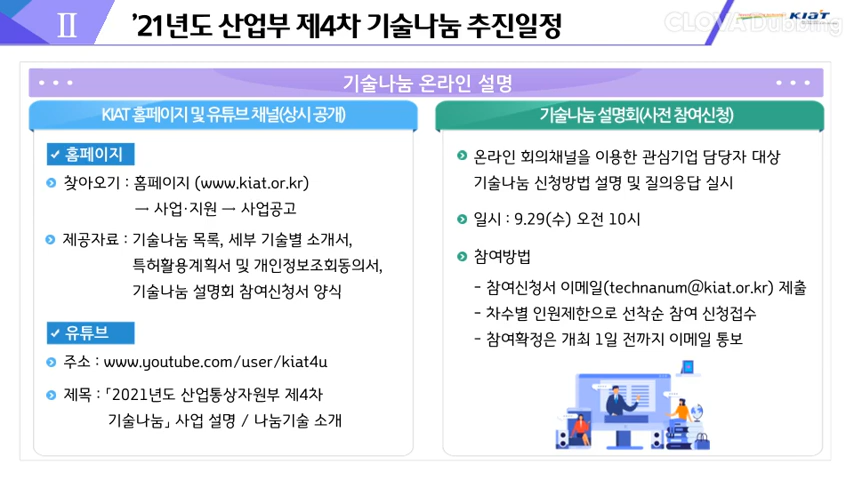 Ⅱ
'21년도 산업부 제4차 기술나눔 추진일정
CLOVA Dubbing
KIAT
기술나눔 온라인 설명
KIAT 홈페이지 및 유튜브 채널(상시 공개)
✓ 홈페이지
찾아오기 : 홈페이지 (www.kiat.or.kr)
→ 사업·지원 → 사업공고
제공자료 : 기술나눔 목록, 세부 기술별 소개서,
특허활용계획서 및 개인정보조회동의서,
기술나눔 설명회 참여신청서 양식
✓ 유튜브
주소 : www.youtube.com/user/kiat4u
제목 : 「2021년도 산업통상자원부 제4차
기술나눔」 사업 설명 / 나눔기술 소개
기술나눔 설명회(사전 참여신청)
온라인 회의채널을 이용한 관심기업 담당자 대상
기술나눔 신청방법 설명 및 질의응답 실시
일시 : 9.29(수) 오전 10시
참여방법
- 참여신청서 이메일(technanum@kiat.or.kr) 제출
- 차수별 인원제한으로 선착순 참여 신청접수
- 참여확정은 개최 1일 전까지 이메일 통보